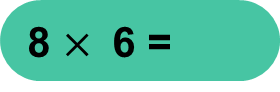 8 × 6 =